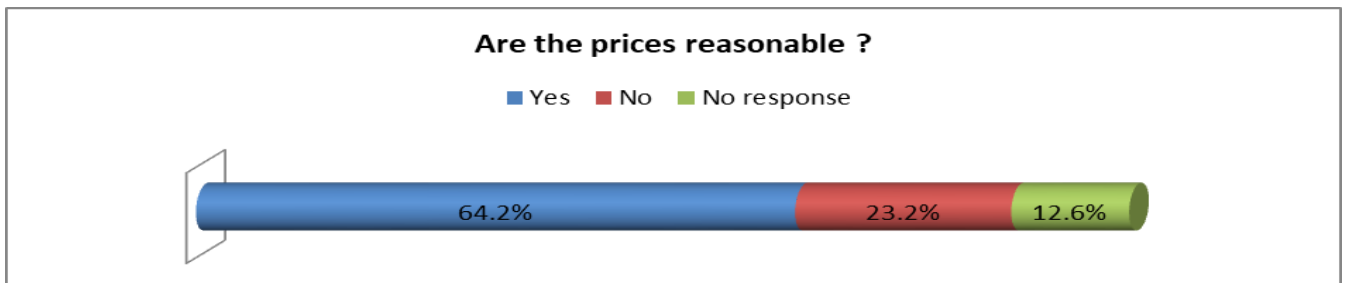 Are the prices reasonable ?
Yes No No response
64.2% 23.2% 12.6%